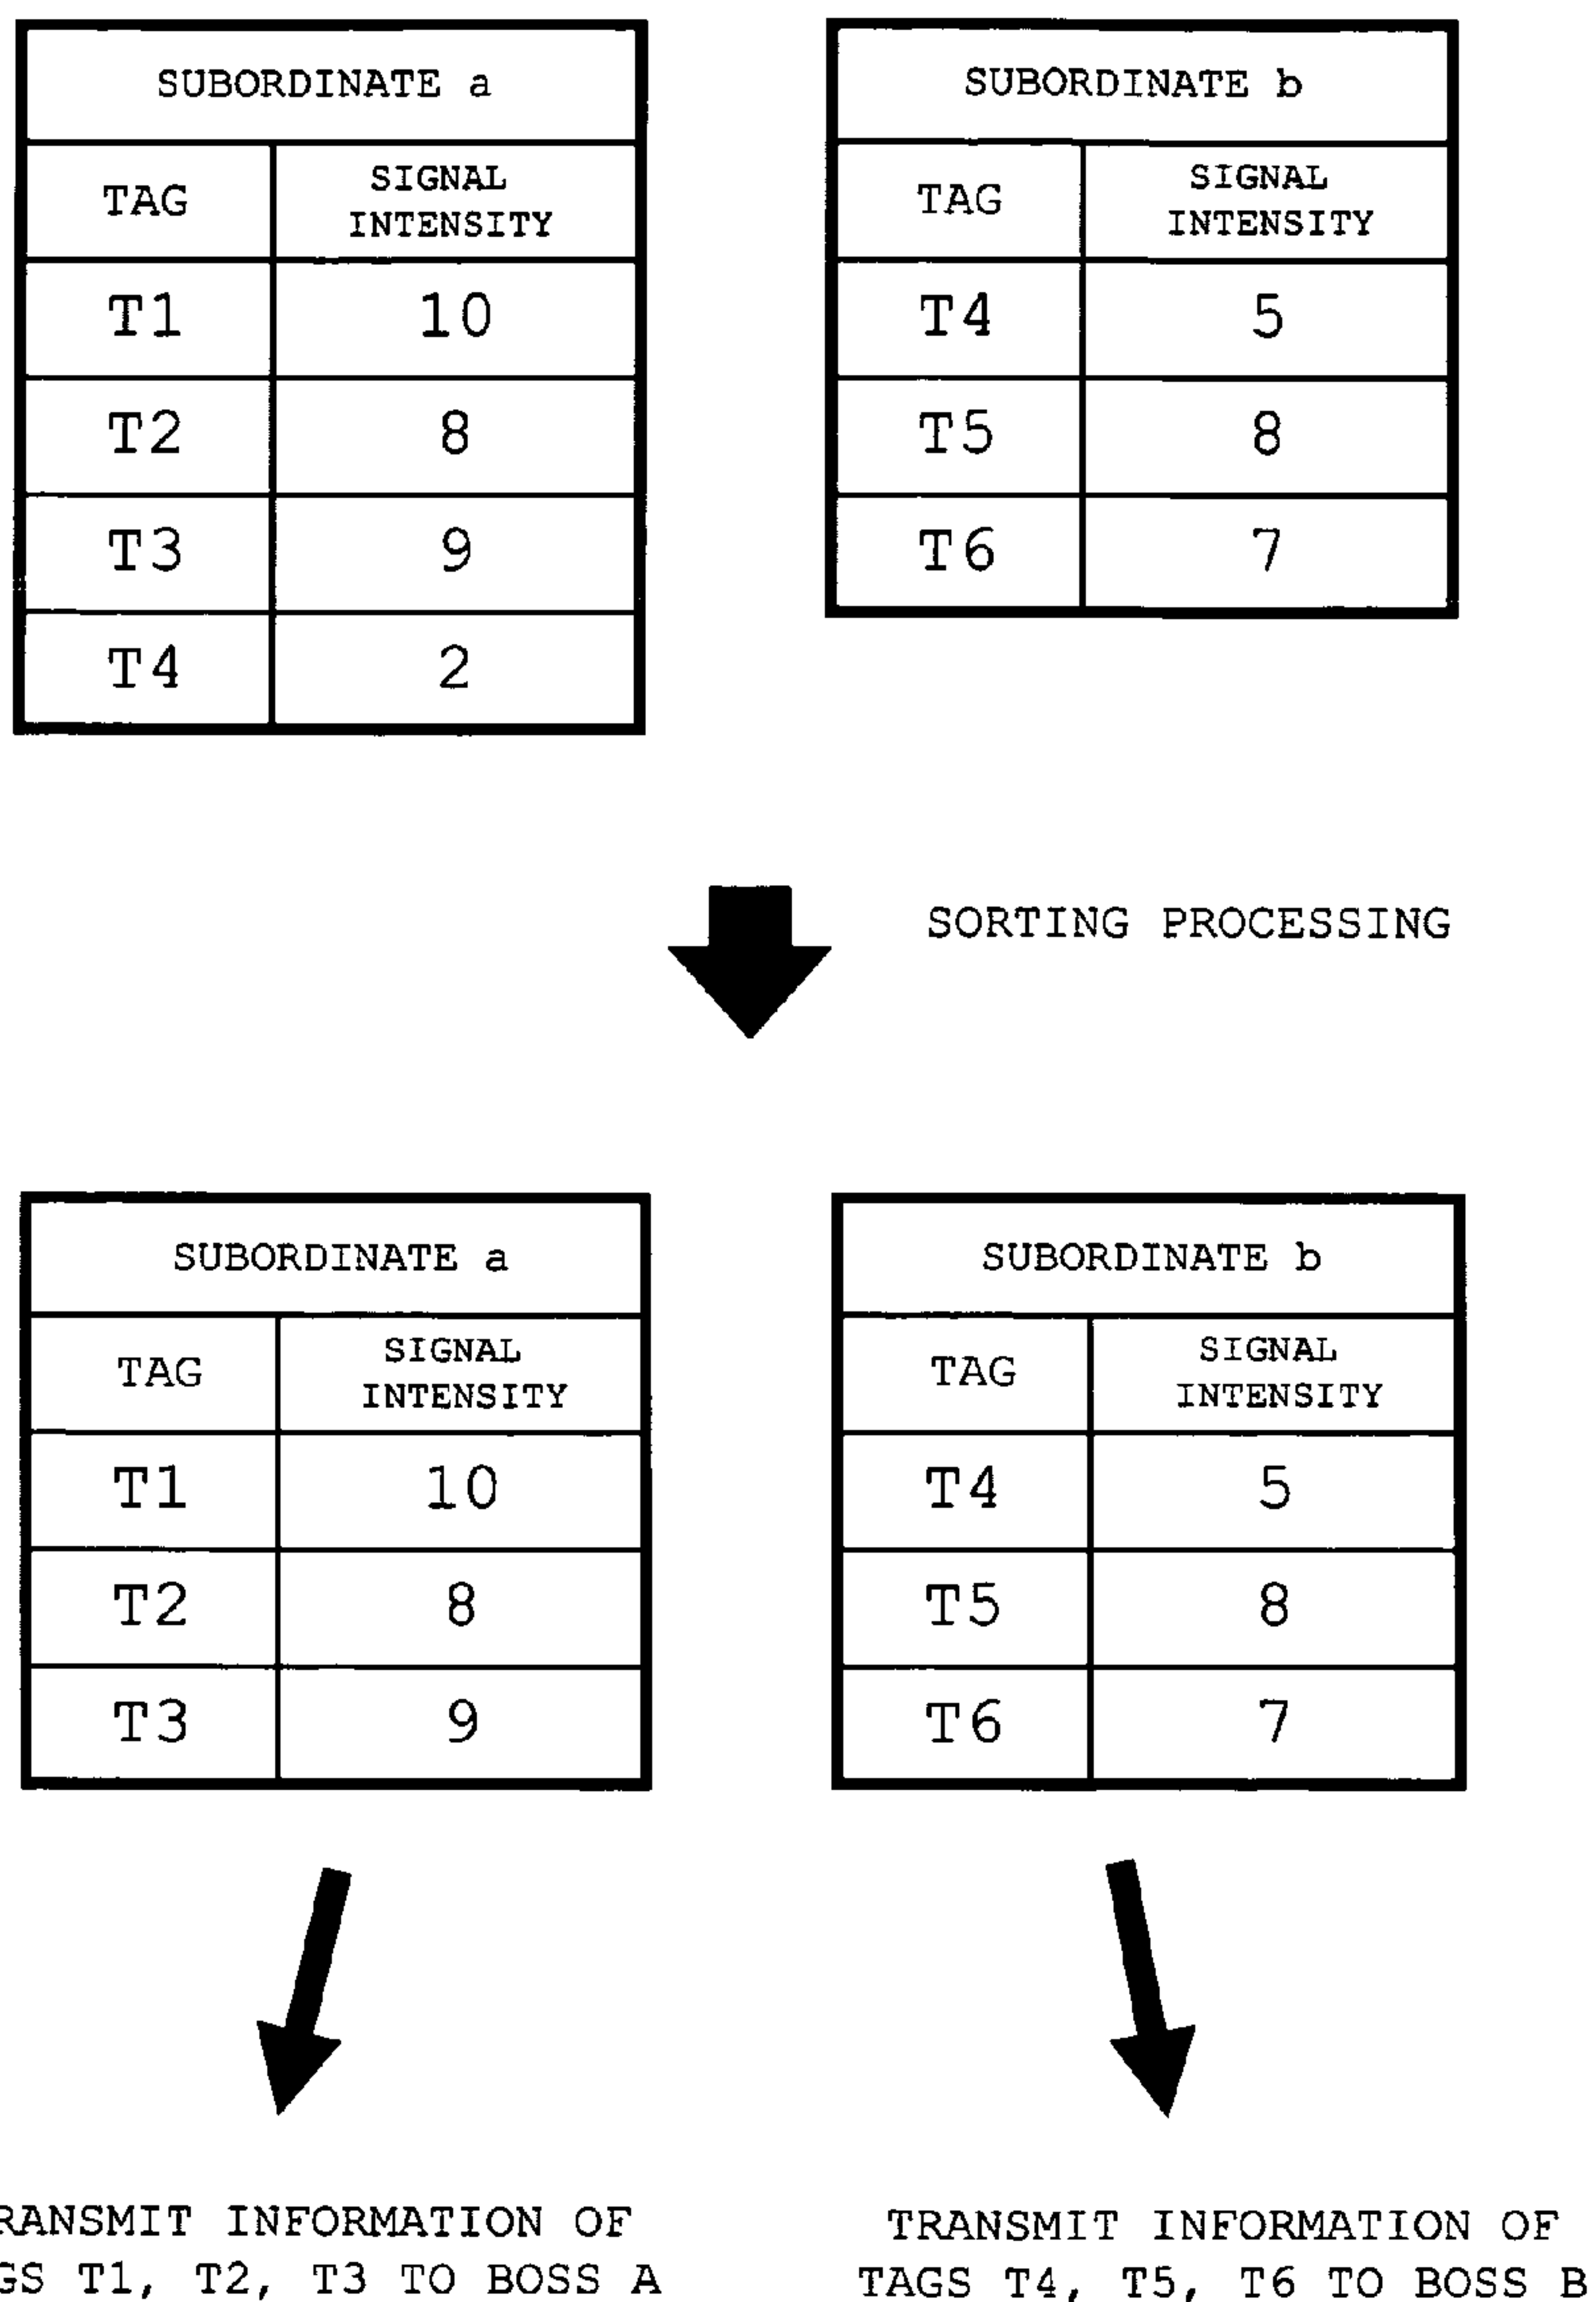 SUBORDINATE a
TAG SIGNAL INTENSITY
T1 10
T2 8
T3 9
T4 2
SUBORDINATE b
TAG SIGNAL INTENSITY
T4 5
T5 8
T6 7
SORTING PROCESSING
SUBORDINATE a
TAG SIGNAL INTENSITY
T1 10
T2 8
T3 9
SUBORDINATE b
TAG SIGNAL INTENSITY
T4 5
T5 8
T6 7
RANSMIT INFORMATION OF
GS T1, T2, T3 TO BOSS A
TRANSMIT INFORMATION OF
TAGS T4, T5, T6 TO BOSS B